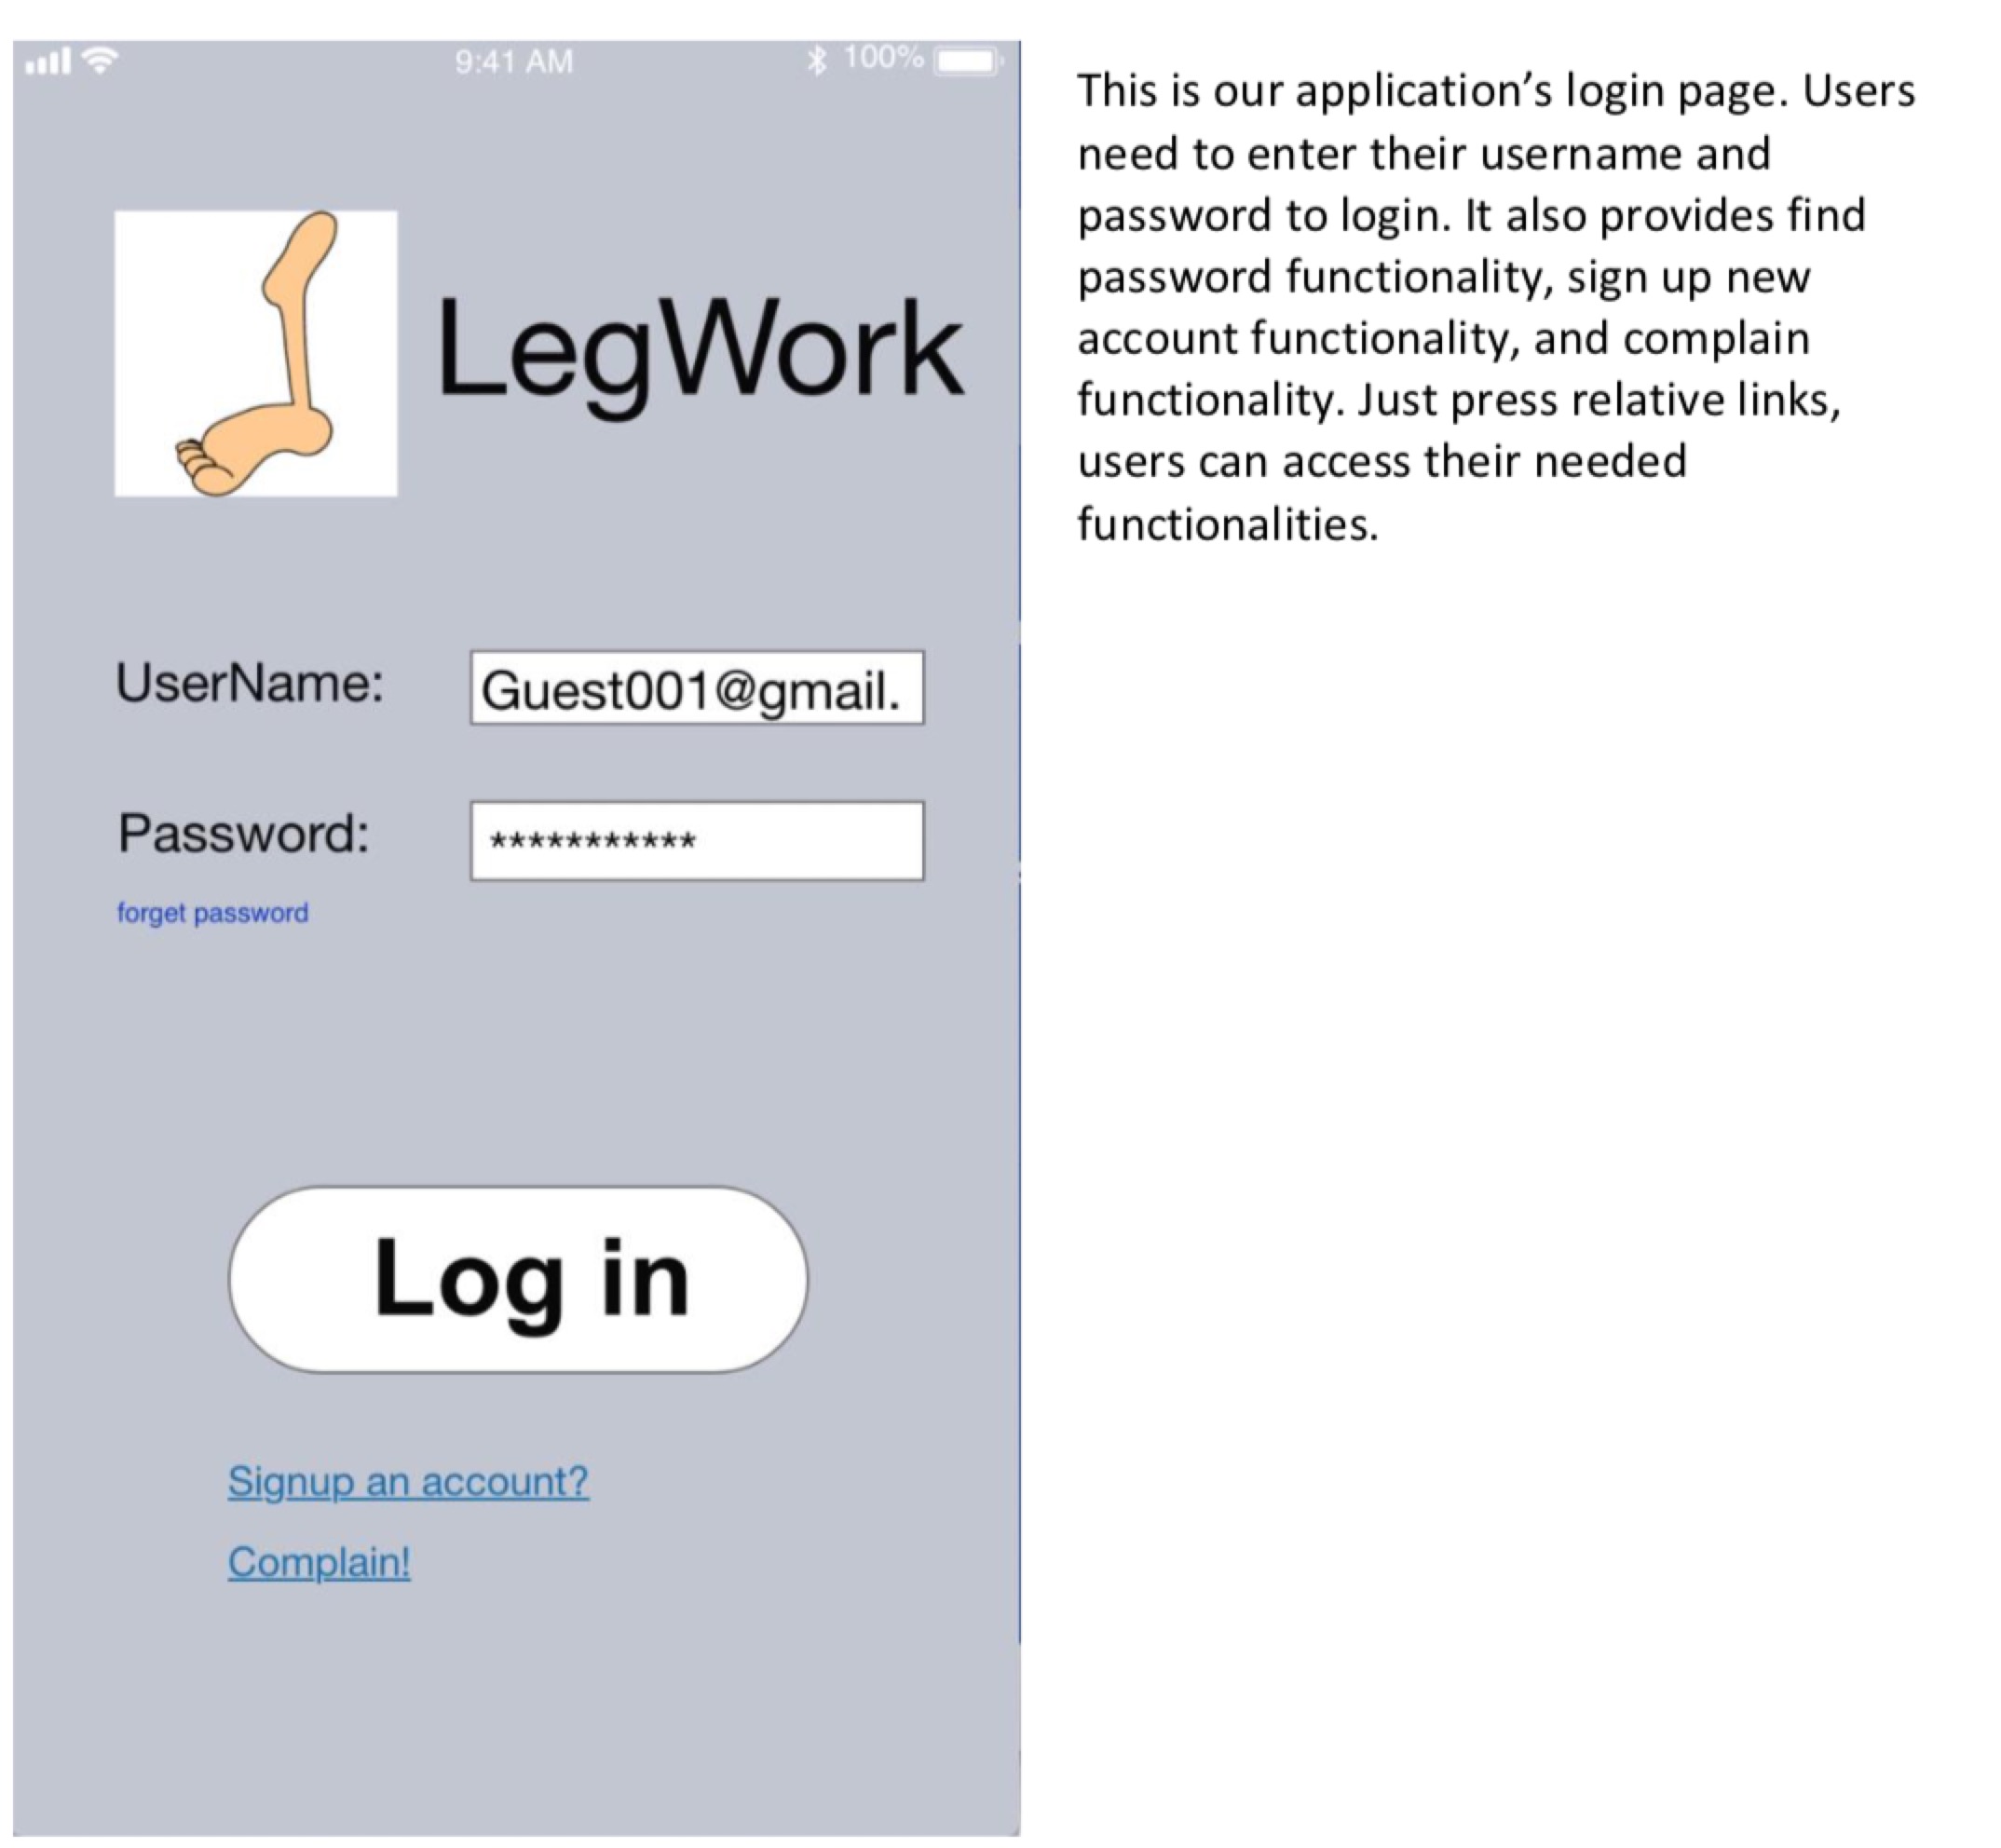 9:41 AM
100%
LegWork
UserName:
Guest001@gmail.
Password:
***********
forget password
Log in
Signup an account?
Complain!
This is our application’s login page. Users
need to enter their username and
password to login. It also provides find
password functionality, sign up new
account functionality, and complain
functionality. Just press relative links,
users can access their needed
functionalities.